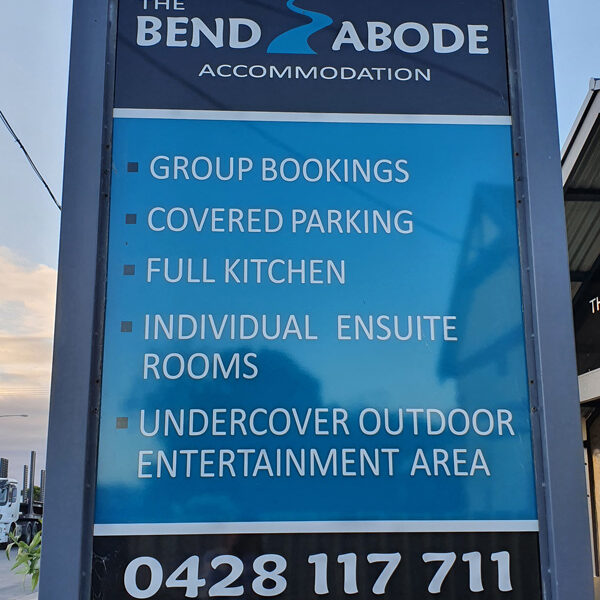 THE
BEND ABODE
ACCOMMODATION
GROUP BOOKINGS
COVERED PARKING
FULL KITCHEN
INDIVIDUAL ENSUITE
ROOMS
UNDERCOVER OUTDOOR
ENTERTAINMENT AREA
0428 117 711